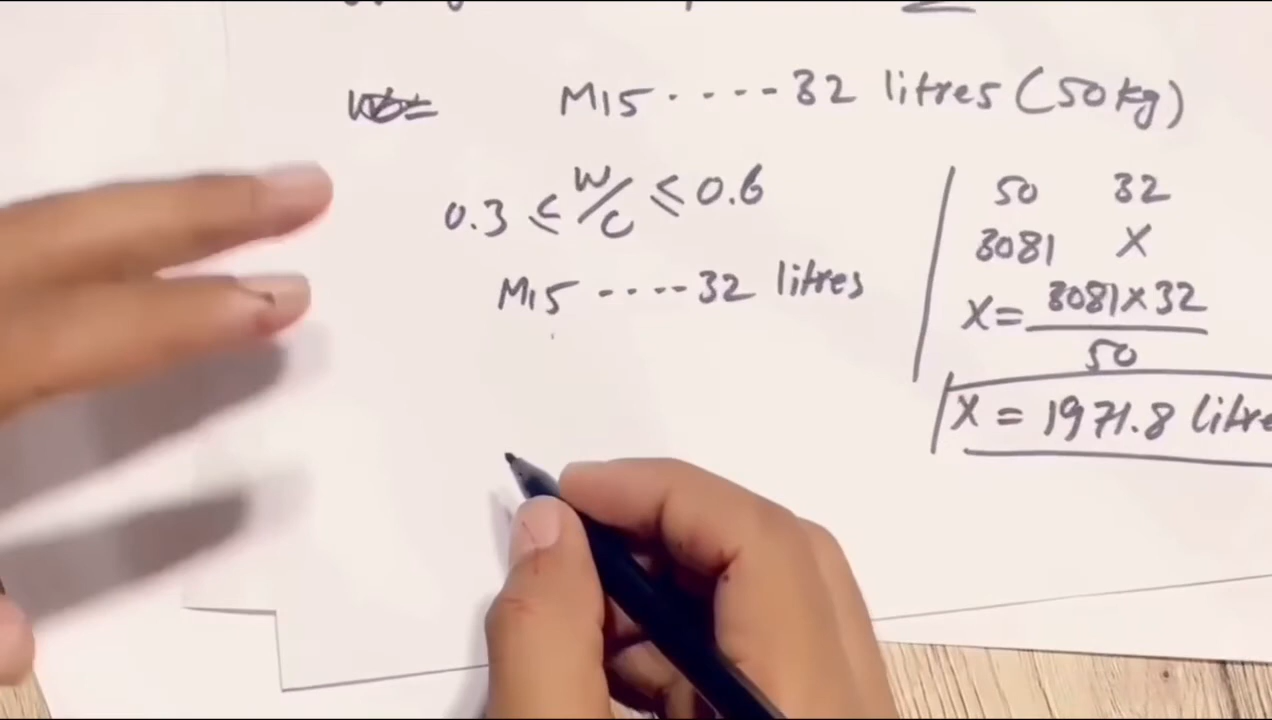 M15 ---- 32 litres (50kg)
0.3 ≤ W/C ≤ 0.6
M15 ---- 32 litres
50 32
3081 X
X = 3081 x 32
50
X = 1971.8 litre